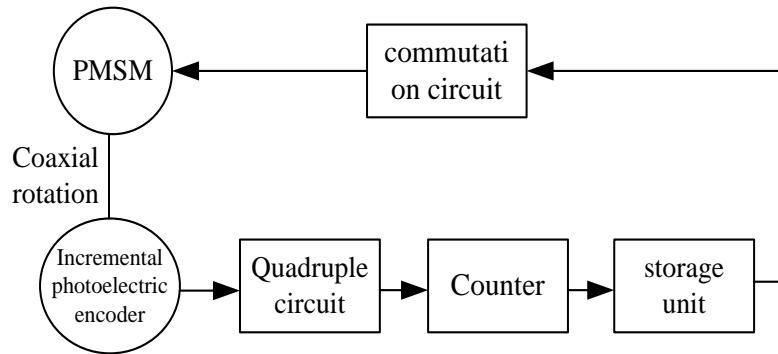 PMSM
commutati
on circuit
Coaxial
rotation
Incremental
photoelectric
encoder
Quadruple
circuit
Counter
storage
unit